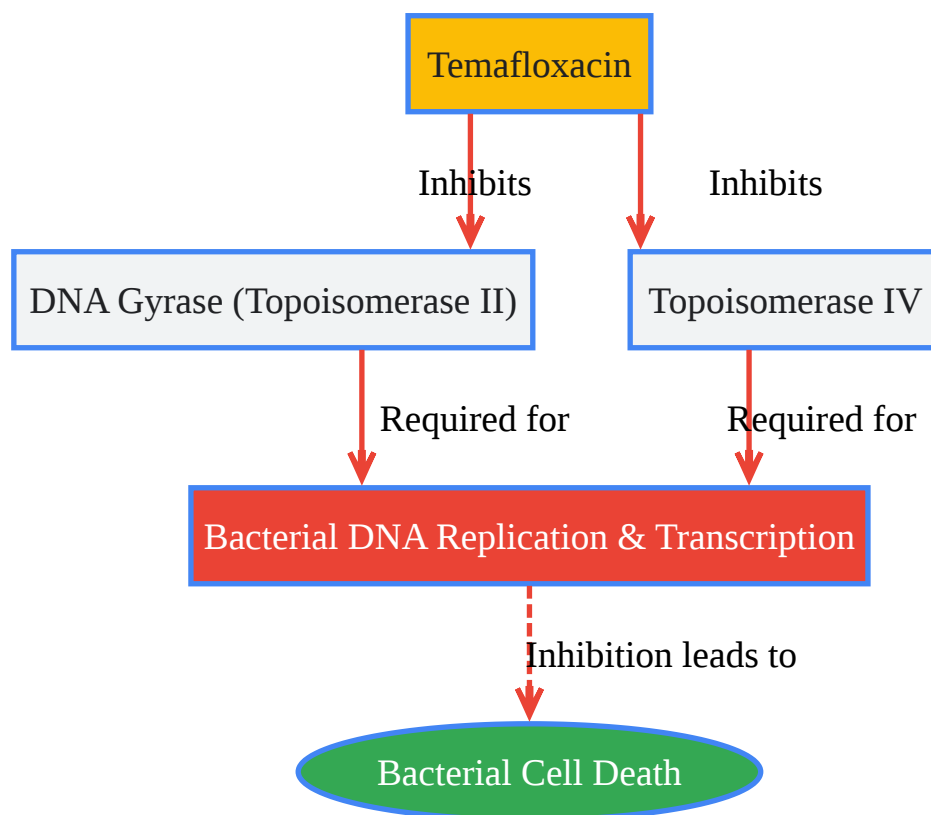 Temafloxacin
Inhibits
Inhibits
DNA Gyrase (Topoisomerase II)
Topoisomerase IV
Required for
Required for
Bacterial DNA Replication & Transcription
Inhibition leads to
Bacterial Cell Death